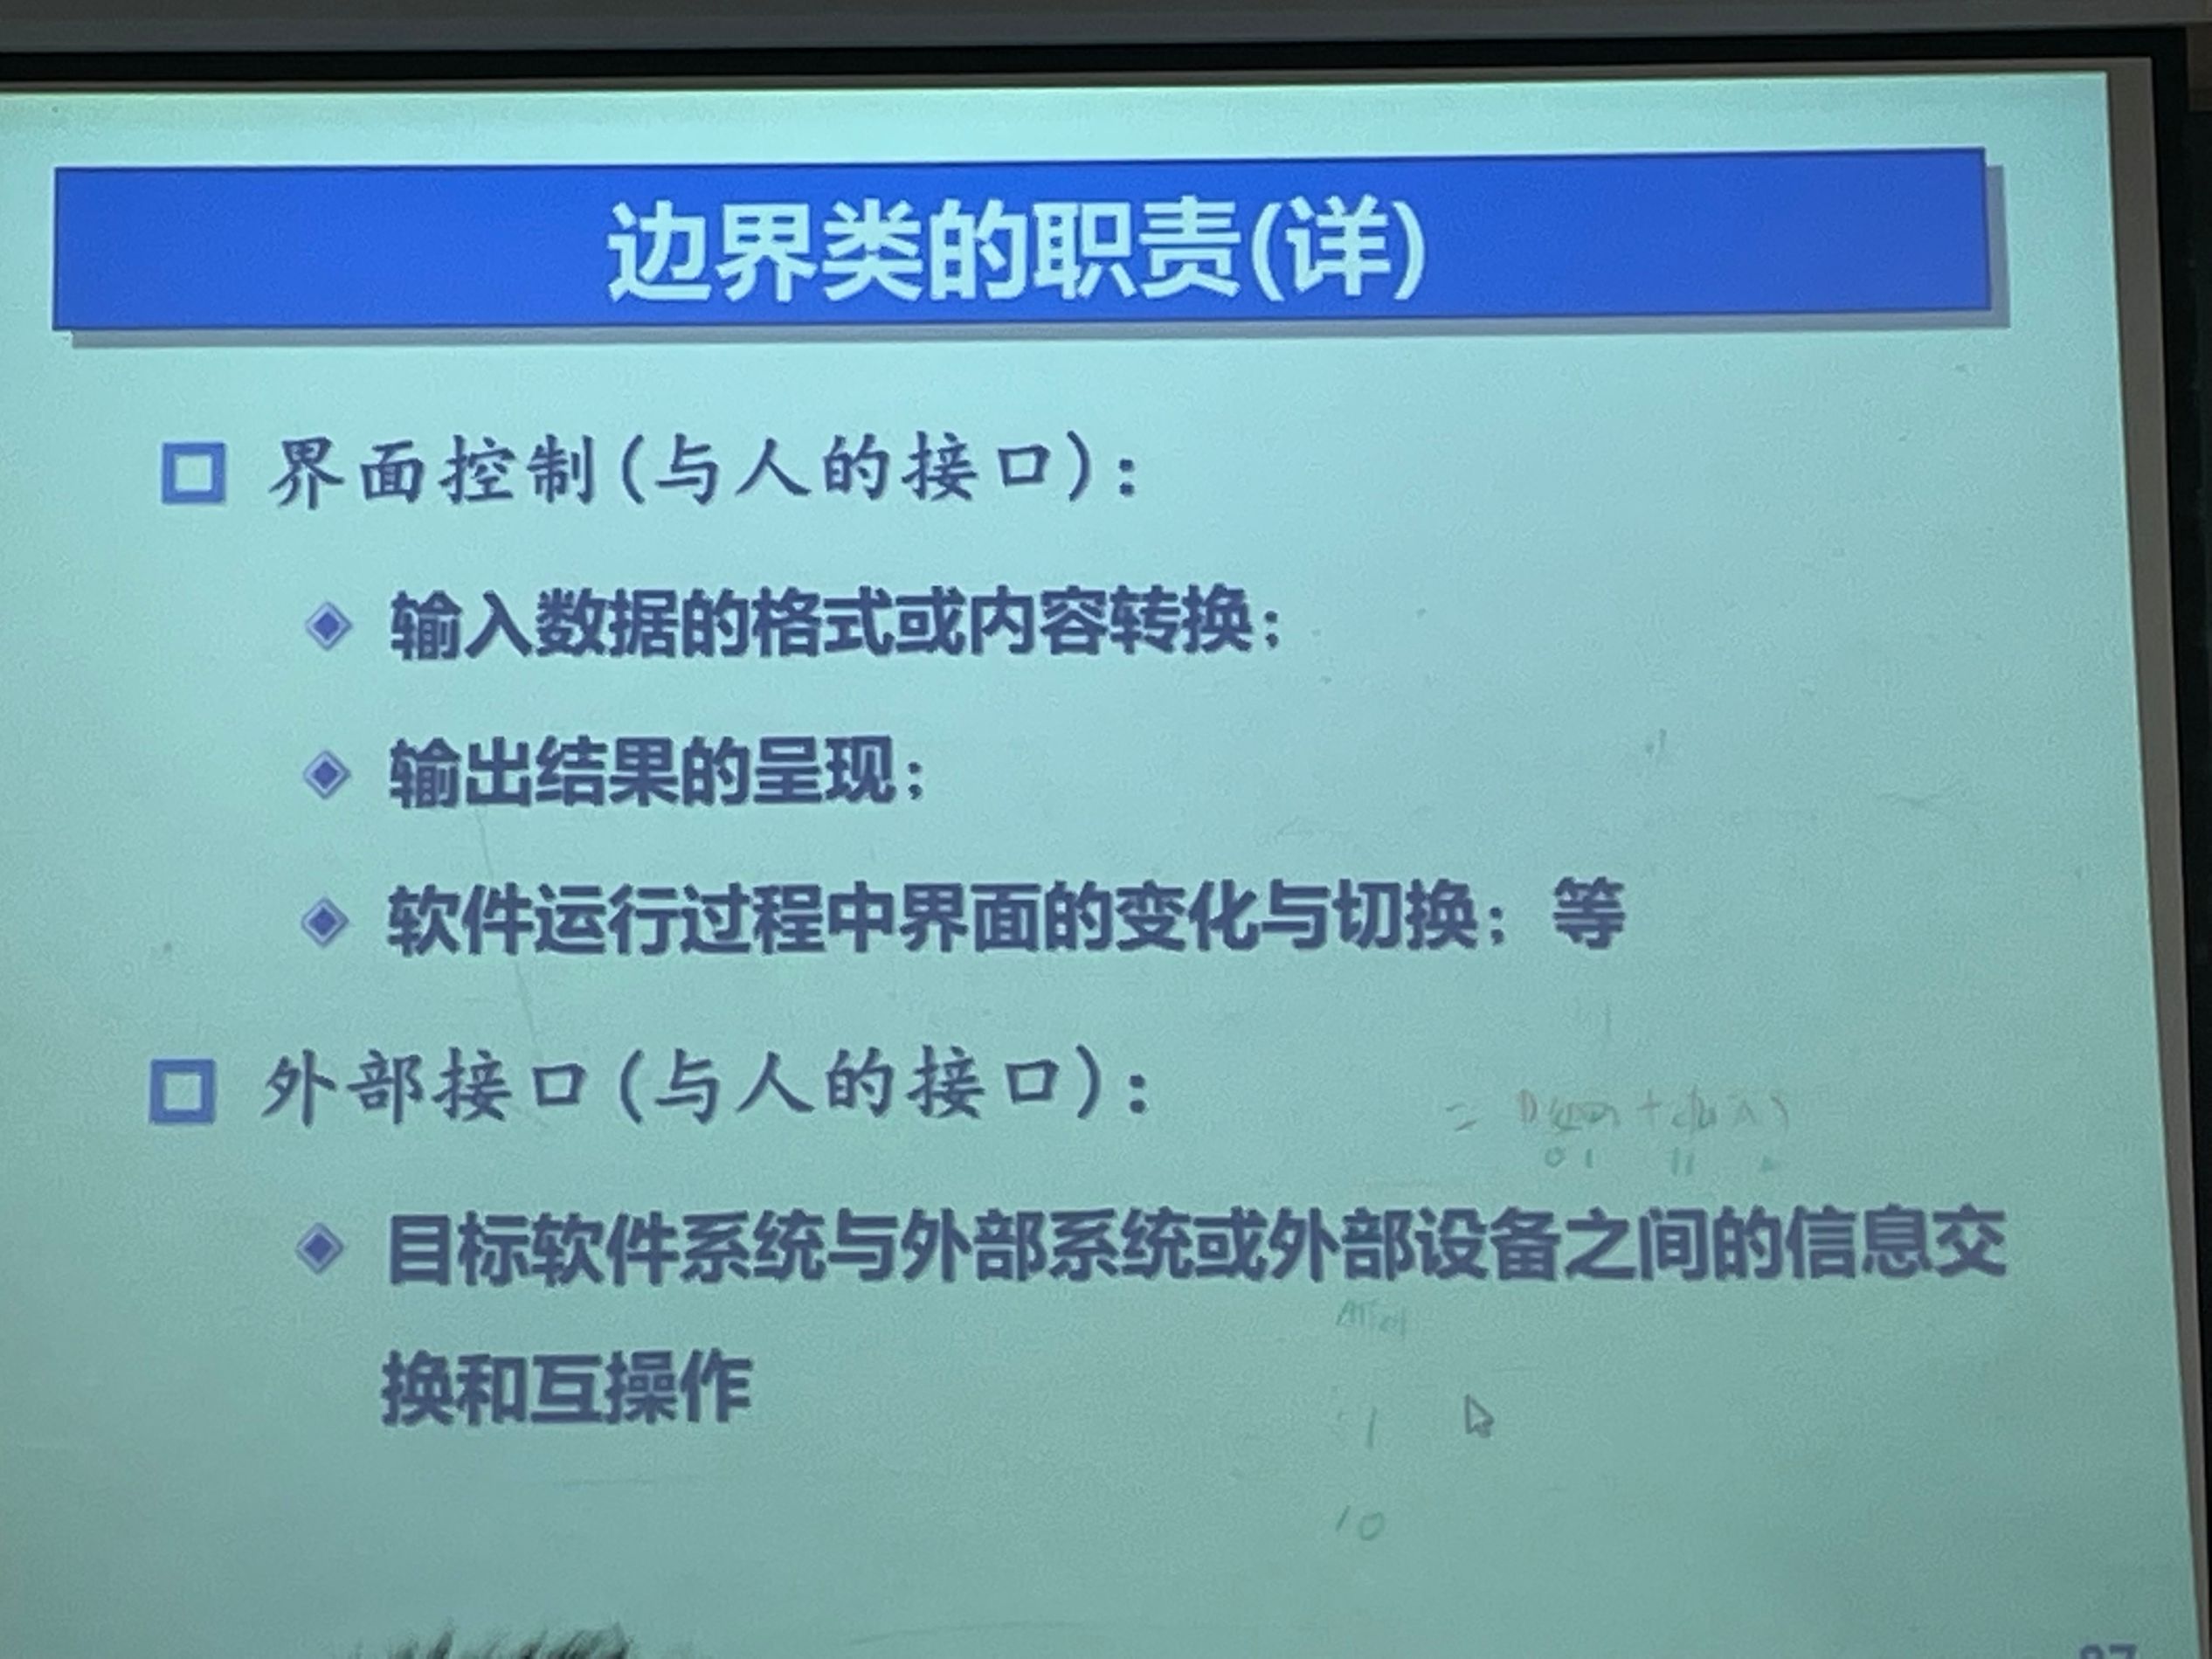 边界类的职责(详)
界面控制(与人的接口)：
输入数据的格式或内容转换；
输出结果的呈现；
软件运行过程中界面的变化与切换；等
外部接口(与人的接口)：
目标软件系统与外部系统或外部设备之间的信息交
换和互操作
1
10